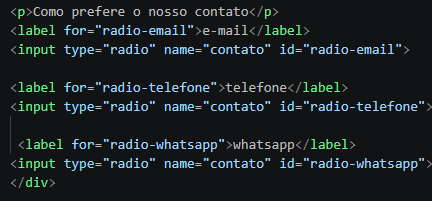 <p>Como prefere o nosso contato</p>
<label for="radio-email">e-mail</label>
<input type="radio" name="contato" id="radio-email">
<label for="radio-telefone">telefone</label>
<input type="radio" name="contato" id="radio-telefone">
<label for="radio-whatsapp">whatsapp</label>
<input type="radio" name="contato" id="radio-whatsapp">
</div>